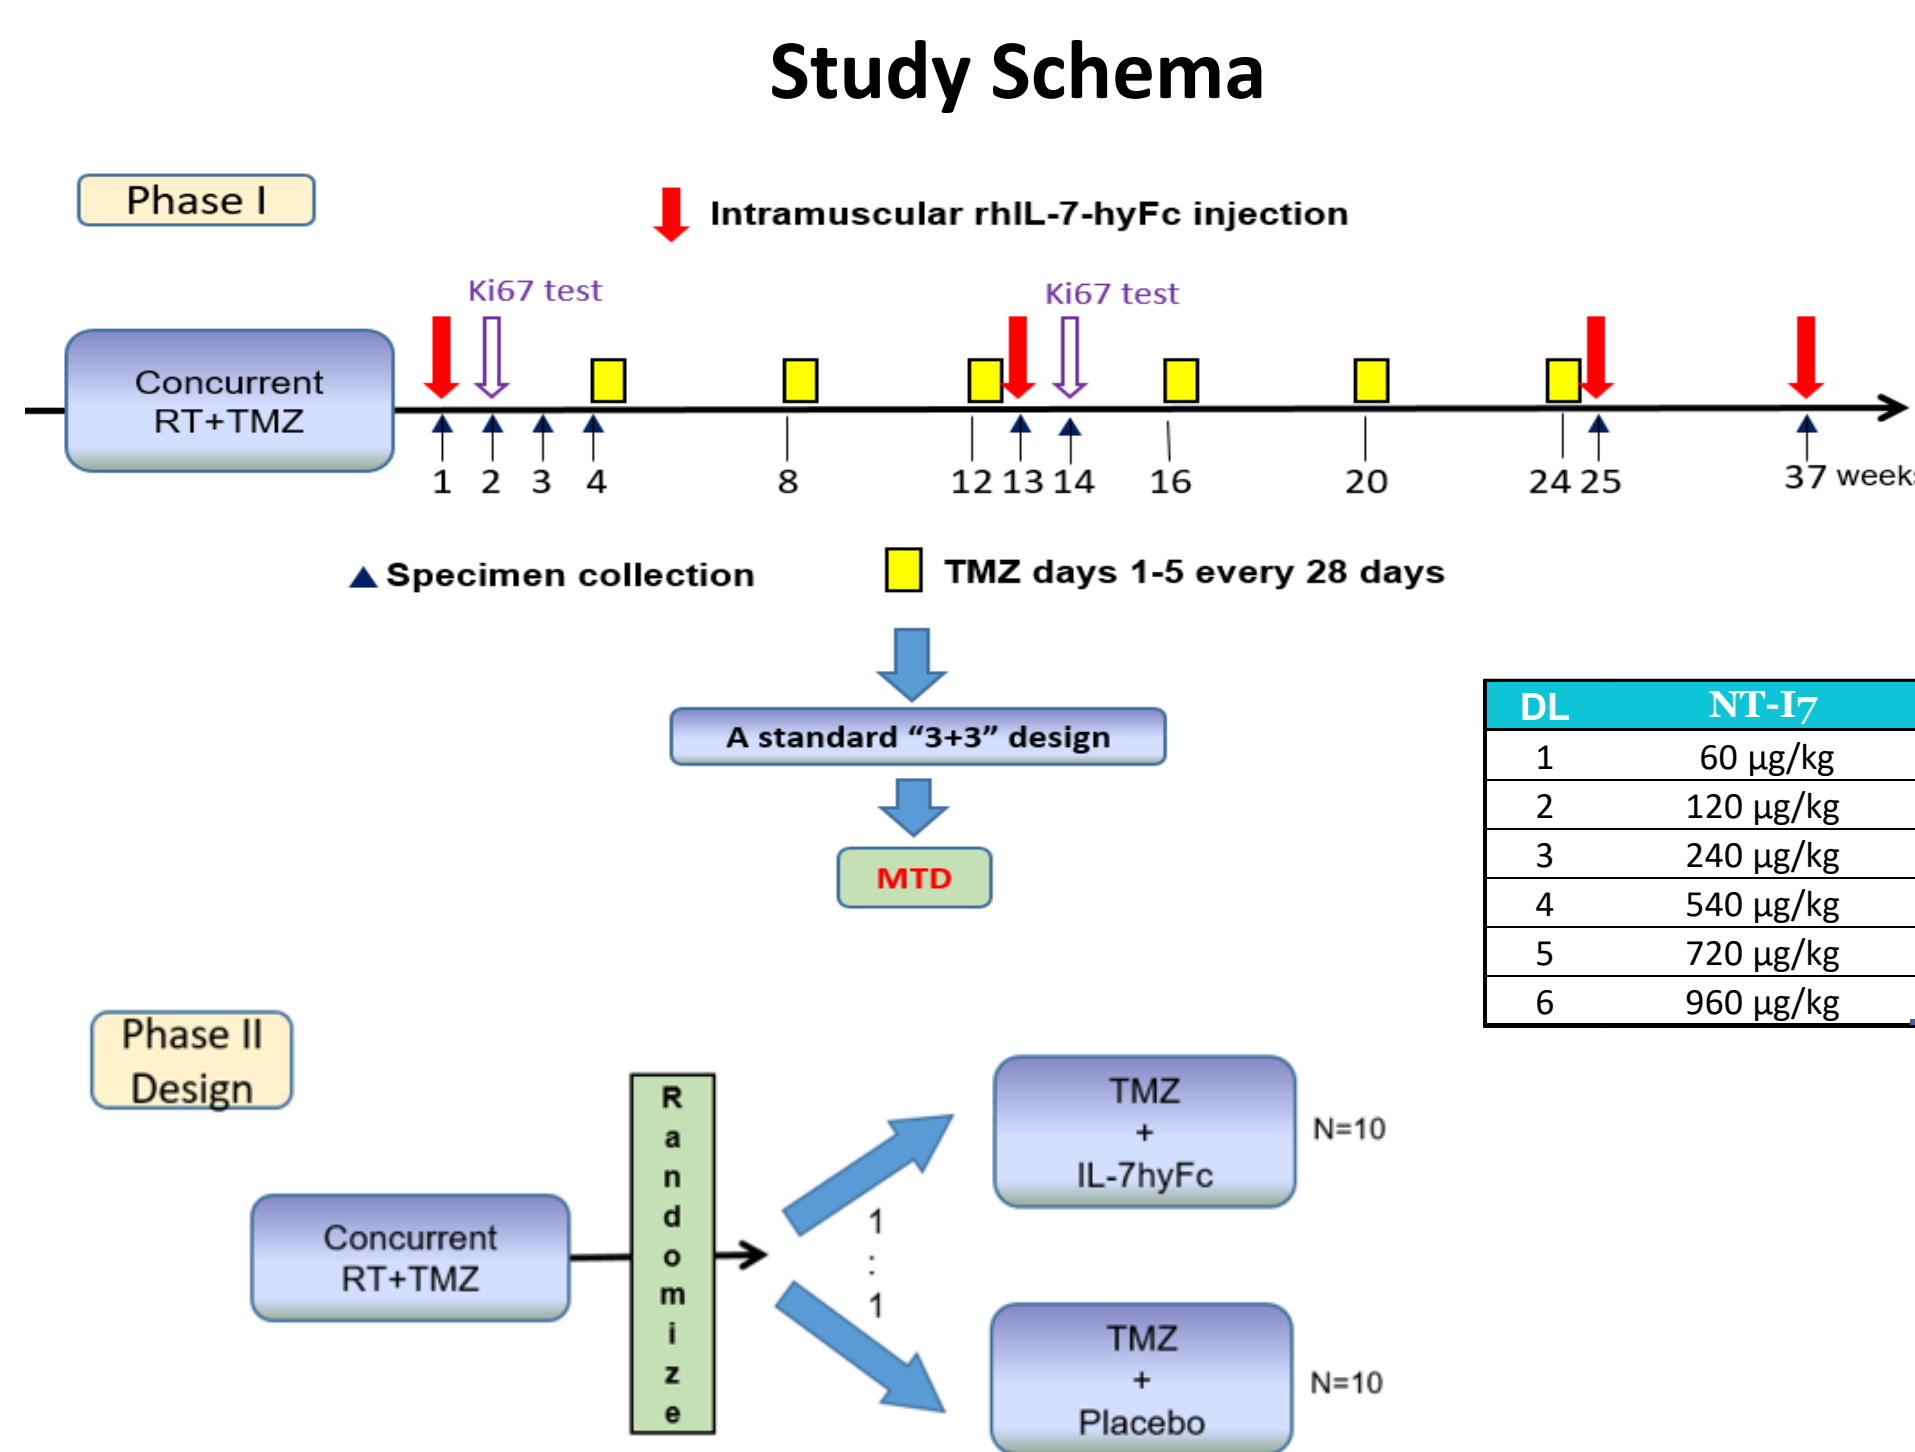 Study Schema
Phase I
Intramuscular rhIL-7-hyFc injection
Ki67 test
Ki67 test
Concurrent
RT+TMZ
1 2 3 4 8 12 13 14 16 20 24 25 37 week
Specimen collection
TMZ days 1-5 every 28 days
A standard “3+3” design
MTD
DL NT-I7
1 60 µg/kg
2 120 µg/kg
3 240 µg/kg
4 540 µg/kg
5 720 µg/kg
6 960 µg/kg
Phase II
Design
Concurrent
RT+TMZ
Randomize
1
:
1
TMZ
+
IL-7hyFc
N=10
TMZ
+
Placebo
N=10